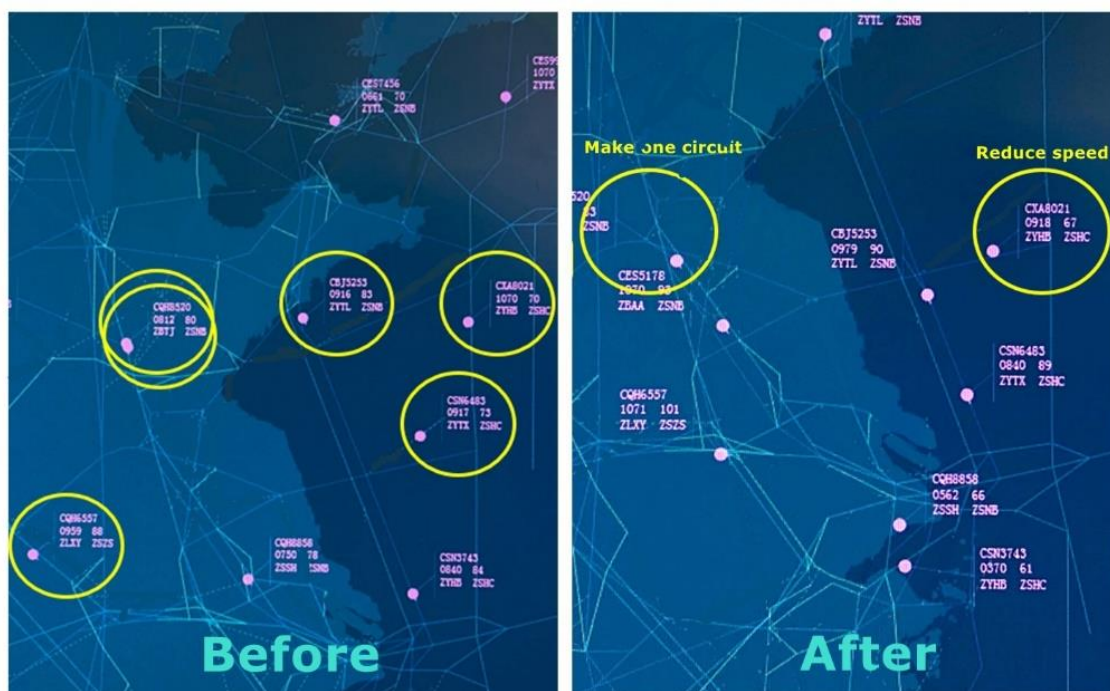 CES7456
0661 70
ZYTL ZSNB
CES99
1070
ZYTX
CQH8520
0812 80
ZBTJ ZSNB
CBJ5253
0916 83
ZYTL ZSNB
CXA8021
1070 70
ZYHB ZSHC
CSN6483
0917 73
ZYTX ZSHC
CQH6557
0959 88
ZLXY ZSZS
CQH8858
0750 78
ZSSH ZSNB
CSN3743
0840 84
ZYHB ZSHC
Before
ZYTL ZSNB
Make one circuit
Reduce speed
520
83
ZSNB
CES5178
1070 93
ZBAA ZSNB
CBJ5253
0979 90
ZYTL ZSNB
CXA8021
0918 67
ZYHB ZSHC
CSN6483
0840 89
ZYTX ZSHC
CQH6557
1071 101
ZLXY ZSZS
CQH8858
0562 66
ZSSH ZSNB
CSN3743
0370 61
ZYHB ZSHC
After